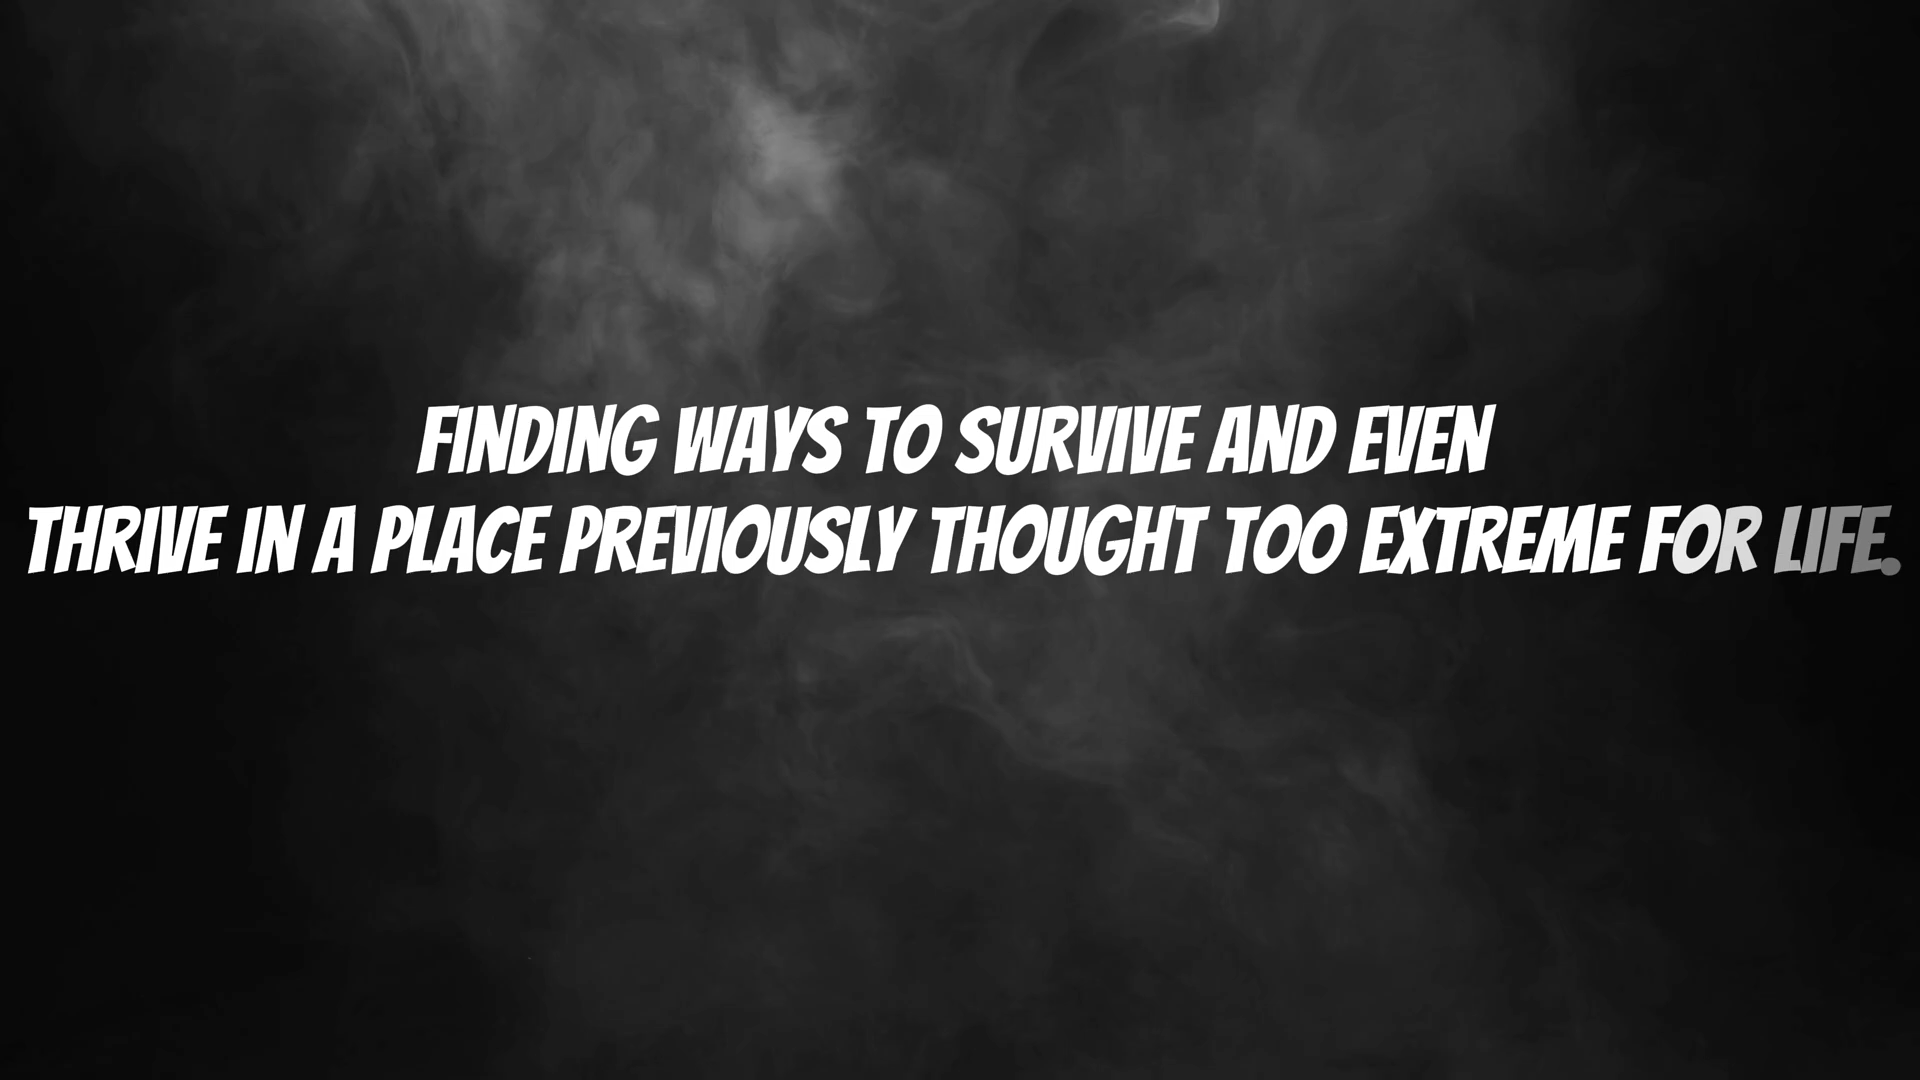 FINDING WAYS TO SURVIVE AND EVEN
THRIVE IN A PLACE PREVIOUSLY THOUGHT TOO EXTREME FOR LIFE.